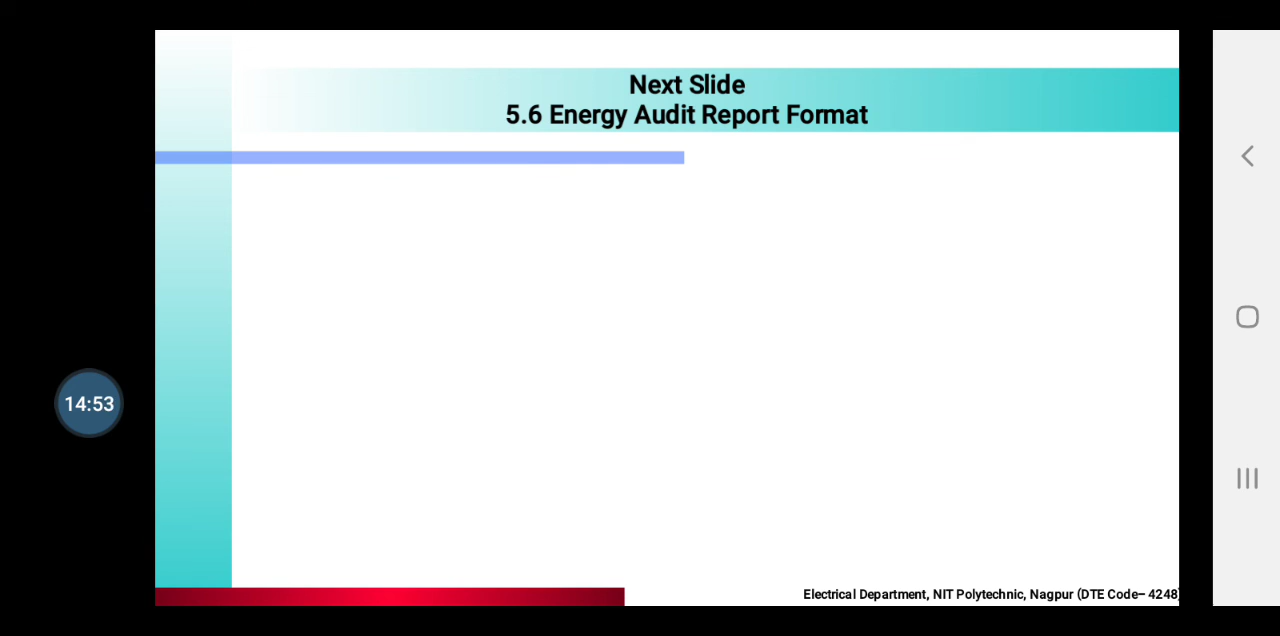 Next Slide
5.6 Energy Audit Report Format
14:53
Electrical Department, NIT Polytechnic, Nagpur (DTE Code– 4248)